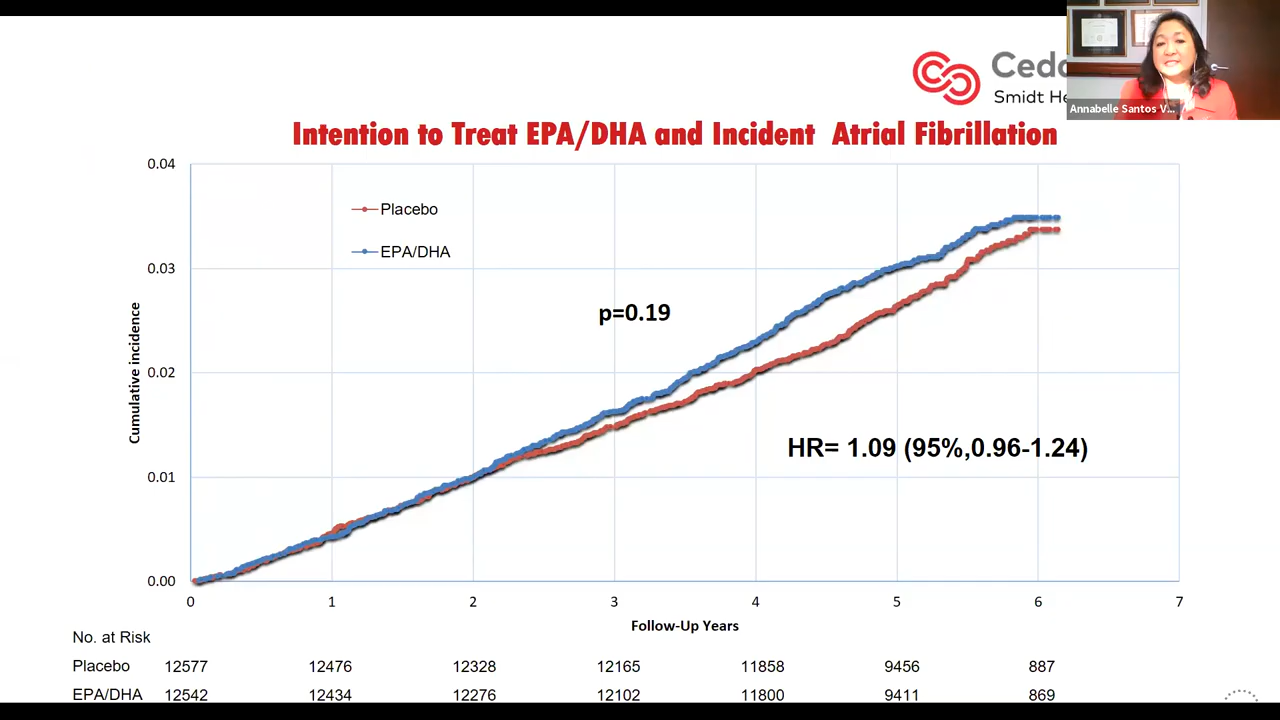 Ceda
Smidt He
Annabelle Santos V...
Intention to Treat EPA/DHA and Incident Atrial Fibrillation
0.04
Placebo
EPA/DHA
0.03
p=0.19
0.02
HR= 1.09 (95%,0.96-1.24)
0.01
0.00
Cumulative incidence
0 1 2 3 4 5 6 7
Follow-Up Years
No. at Risk
Placebo 12577 12476 12328 12165 11858 9456 887
EPA/DHA 12542 12434 12276 12102 11800 9411 869